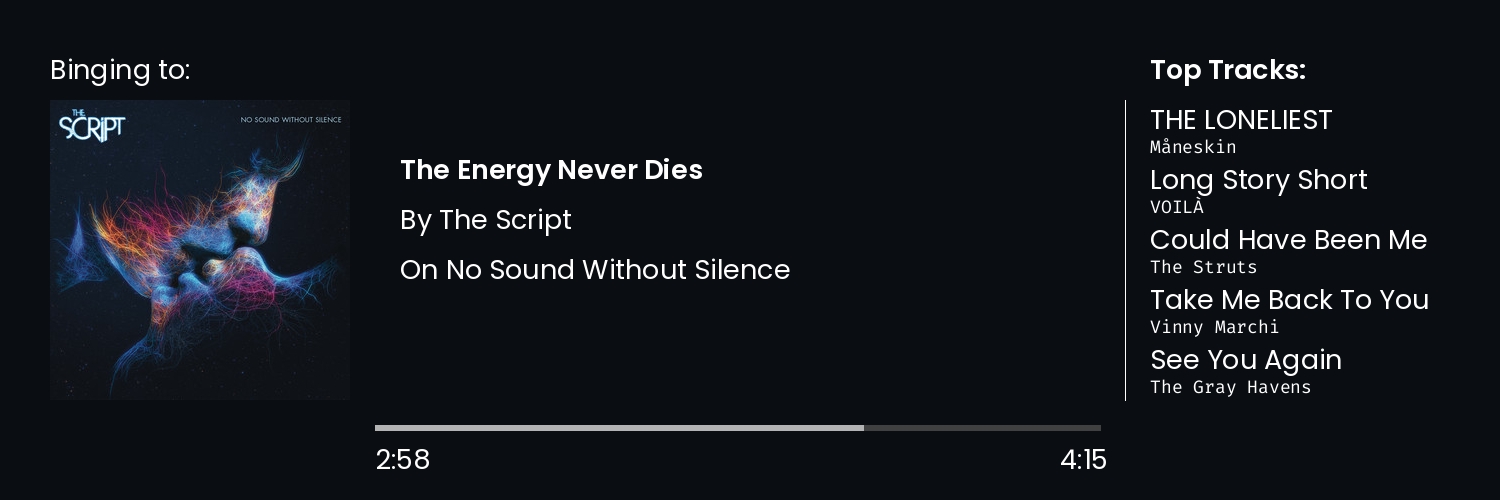 Binging to:
THE
SCRIPT
NO SOUND WITHOUT SILENCE
The Energy Never Dies
By The Script
On No Sound Without Silence
2:58
4:15
Top Tracks:
THE LONELIEST
Måneskin
Long Story Short
VOILÀ
Could Have Been Me
The Struts
Take Me Back To You
Vinny Marchi
See You Again
The Gray Havens